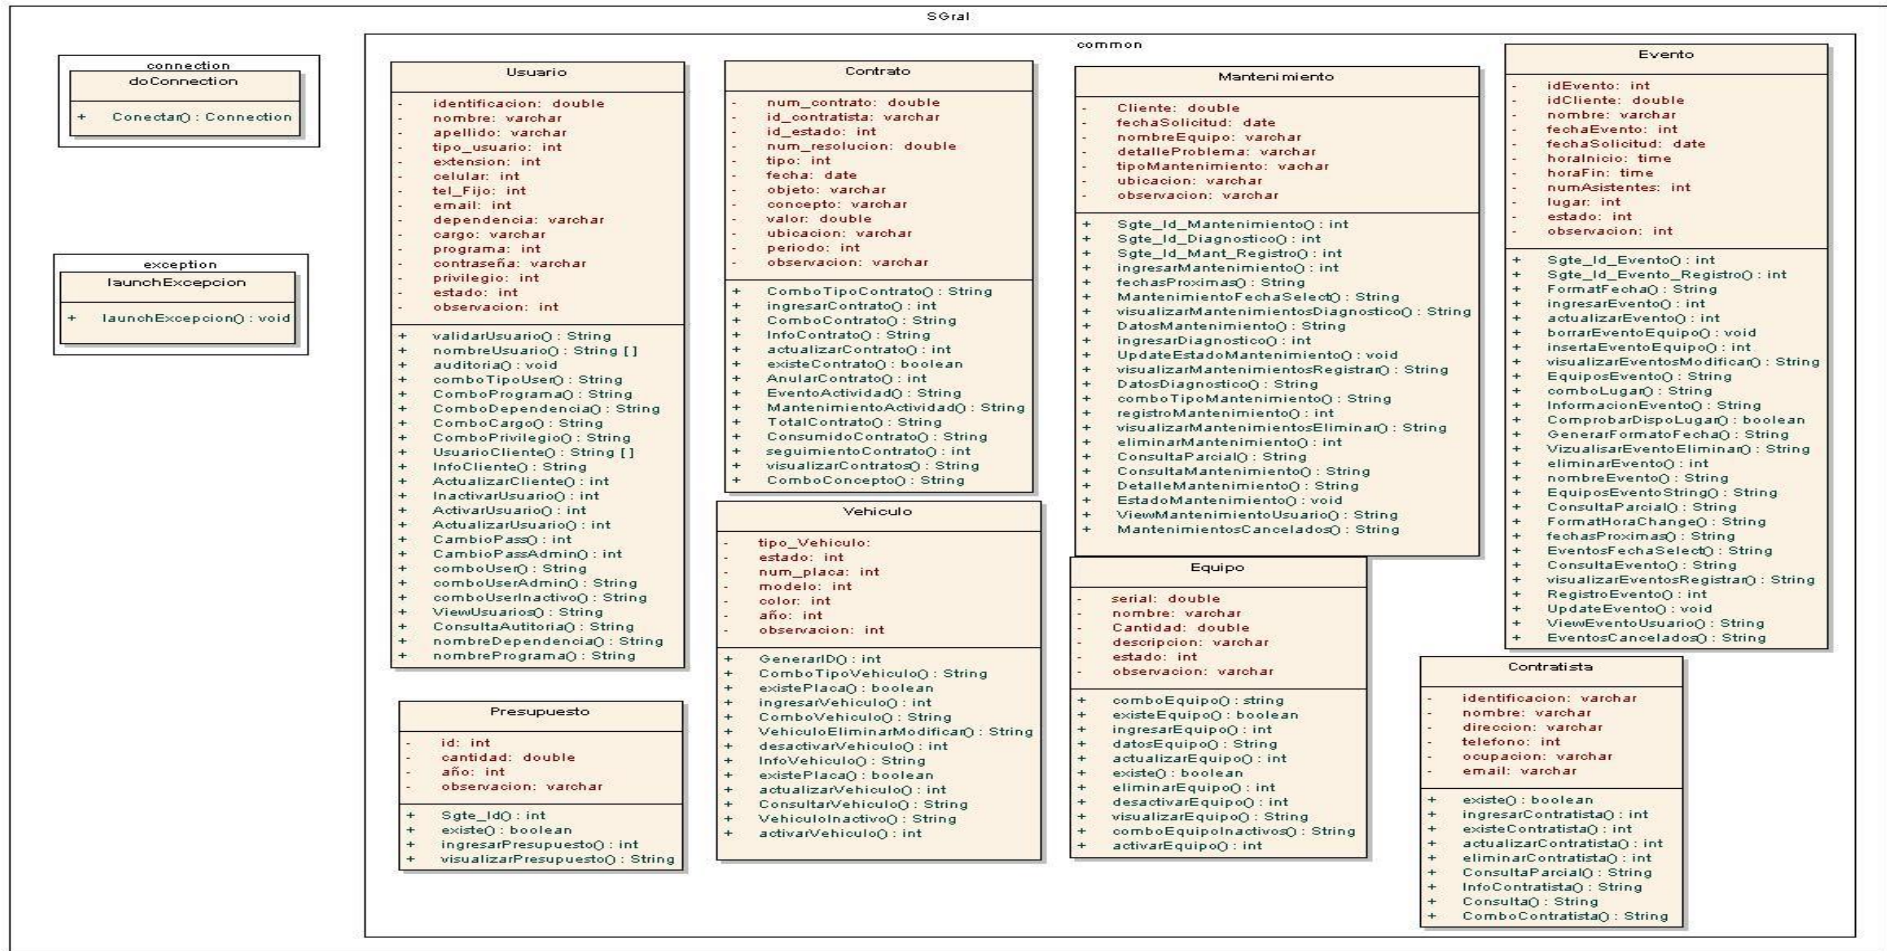 SGral
connection
doConnection
+ Conectar() : Connection
exception
launchExcepcion
+ launchExcepcion() : void
common
Usuario
- identificacion: double
- nombre: varchar
- apellido: varchar
- tipo_usuario: int
- extension: int
- celular: int
- tel_Fijo: int
- email: int
- dependencia: varchar
- cargo: varchar
- programa: int
- contraseña: varchar
- privilegio: int
- estado: int
- observacion: int
+ validarUsuario() : String
+ nombreUsuario() : String [ ]
+ auditoria() : void
+ comboTipoUser() : String
+ ComboPrograma() : String
+ ComboDependencia() : String
+ ComboCargo() : String
+ ComboPrivilegio() : String
+ UsuarioCliente() : String [ ]
+ InfoCliente() : String
+ ActualizarCliente() : int
+ InactivarUsuario() : int
+ ActivarUsuario() : int
+ ActualizarUsuario() : int
+ CambioPass() : int
+ CambioPassAdmin() : int
+ comboUser() : String
+ comboUserAdmin() : String
+ comboUserInactivo() : String
+ ViewUsuarios() : String
+ ConsultaAutitoria() : String
+ nombreDependencia() : String
+ nombrePrograma() : String
Presupuesto
- id: int
- cantidad: double
- año: int
- observacion: varchar
+ Sgte_Id() : int
+ existe() : boolean
+ ingresarPresupuesto() : int
+ visualizarPresupuesto() : String
Contrato
- num_contrato: double
- id_contratista: varchar
- id_estado: int
- num_resolucion: double
- tipo: int
- fecha: date
- objeto: varchar
- concepto: varchar
- valor: double
- ubicacion: varchar
- periodo: int
- observacion: varchar
+ ComboTipoContrato() : String
+ ingresarContrato() : int
+ ComboContrato() : String
+ InfoContrato() : String
+ actualizarContrato() : int
+ existeContrato() : boolean
+ AnularContrato() : int
+ EventoActividad() : String
+ MantenimientoActividad() : String
+ TotalContrato() : String
+ ConsumidoContrato() : String
+ seguimientoContrato() : int
+ visualizarContratos() : String
+ ComboConcepto() : String
Vehiculo
- tipo_Vehiculo:
- estado: int
- num_placa: int
- modelo: int
- color: int
- año: int
- observacion: int
+ GenerarID() : int
+ ComboTipoVehiculo() : String
+ existePlaca() : boolean
+ ingresarVehiculo() : int
+ ComboVehiculo() : String
+ VehiculoEliminarModificar() : String
+ desactivarVehiculo() : int
+ InfoVehiculo() : String
+ existePlaca() : boolean
+ actualizarVehiculo() : int
+ ConsultarVehiculo() : String
+ VehiculoInactivo() : String
+ activarVehiculo() : int
Mantenimiento
- Cliente: double
- fechaSolicitud: date
- nombreEquipo: varchar
- detalleProblema: varchar
- tipoMantenimiento: vachar
- ubicacion: varchar
- observacion: varchar
+ Sgte_Id_Mantenimiento() : int
+ Sgte_Id_Diagnostico() : int
+ Sgte_Id_Mant_Registro() : int
+ ingresarMantenimiento() : int
+ fechasProximas() : String
+ MantenimientoFechaSelect() : String
+ visualizarMantenimientosDiagnostico() : String
+ DatosMantenimiento() : String
+ ingresarDiagnostico() : int
+ UpdateEstadoMantenimiento() : void
+ visualizarMantenimientosRegistrar() : String
+ DatosDiagnostico() : String
+ comboTipoMantenimiento() : String
+ registroMantenimiento() : int
+ visualizarMantenimientosEliminar() : String
+ eliminarMantenimiento() : int
+ ConsultaParcial() : String
+ ConsultaMantenimiento() : String
+ DetalleMantenimiento() : String
+ EstadoMantenimiento() : void
+ ViewMantenimientoUsuario() : String
+ MantenimientosCancelados() : String
Equipo
- serial: double
- nombre: varchar
- Cantidad: double
- descripcion: varchar
- estado: int
- observacion: varchar
+ comboEquipo() : string
+ existeEquipo() : boolean
+ ingresarEquipo() : int
+ datosEquipo() : String
+ actualizarEquipo() : int
+ existe() : boolean
+ eliminarEquipo() : int
+ desactivarEquipo() : int
+ visualizarEquipo() : String
+ comboEquipoInactivos() : String
+ activarEquipo() : int
Evento
- idEvento: int
- idCliente: double
- nombre: varchar
- fechaEvento: int
- fechaSolicitud: date
- horaInicio: time
- horaFin: time
- numAsistentes: int
- lugar: int
- estado: int
- observacion: int
+ Sgte_Id_Evento() : int
+ Sgte_Id_Evento_Registro() : int
+ FormatFecha() : String
+ ingresarEvento() : int
+ actualizarEvento() : int
+ borrarEventoEquipo() : void
+ insertaEventoEquipo() : int
+ visualizarEventosModificar() : String
+ EquiposEvento() : String
+ comboLugar() : String
+ InformacionEvento() : String
+ ComprobarDispoLugar() : boolean
+ GenerarFormatoFecha() : String
+ VizualisarEventoEliminar() : String
+ eliminarEvento() : int
+ nombreEvento() : String
+ EquiposEventoString() : String
+ ConsultaParcial() : String
+ FormatHoraChange() : String
+ fechasProximas() : String
+ EventosFechaSelect() : String
+ ConsultaEvento() : String
+ visualizarEventosRegistrar() : String
+ RegistroEvento() : int
+ UpdateEvento() : void
+ ViewEventoUsuario() : String
+ EventosCancelados() : String
Contratista
- identificacion: varchar
- nombre: varchar
- direccion: varchar
- telefono: int
- ocupacion: varchar
- email: varchar
+ existe() : boolean
+ ingresarContratista() : int
+ existeContratista() : boolean
+ actualizarContratista() : int
+ eliminarContratista() : int
+ ConsultaParcial() : String
+ InfoContratista() : String
+ Consulta() : String
+ ComboContratista() : String